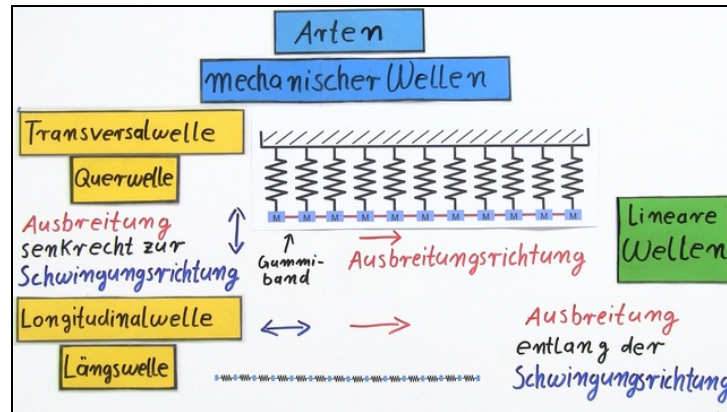 Arten
mechanischer Wellen
Transversalwelle
Querwelle
Ausbreitung
senkrecht zur
Schwingungsrichtung
M M M M M M M M M M M
Gummi-
band
Ausbreitungsrichtung
Lineare
Wellen
Longitudinalwelle
Längswelle
Ausbreitung
entlang der
Schwingungsrichtung